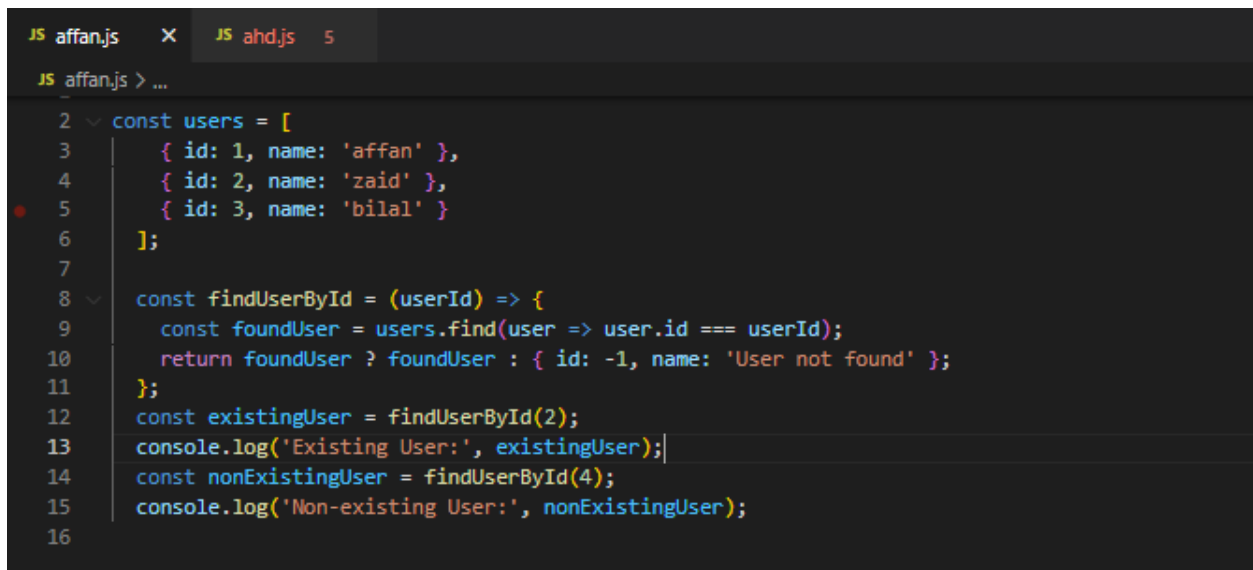 JS affan.js × JS ahd.js 5
JS affan.js > ...
2 const users = [
3 { id: 1, name: 'affan' },
4 { id: 2, name: 'zaid' },
5 { id: 3, name: 'bilal' }
6 ];
7
8 const findUserById = (userId) => {
9 const foundUser = users.find(user => user.id === userId);
10 return foundUser ? foundUser : { id: -1, name: 'User not found' };
11 };
12 const existingUser = findUserById(2);
13 console.log('Existing User:', existingUser);
14 const nonExistingUser = findUserById(4);
15 console.log('Non-existing User:', nonExistingUser);
16